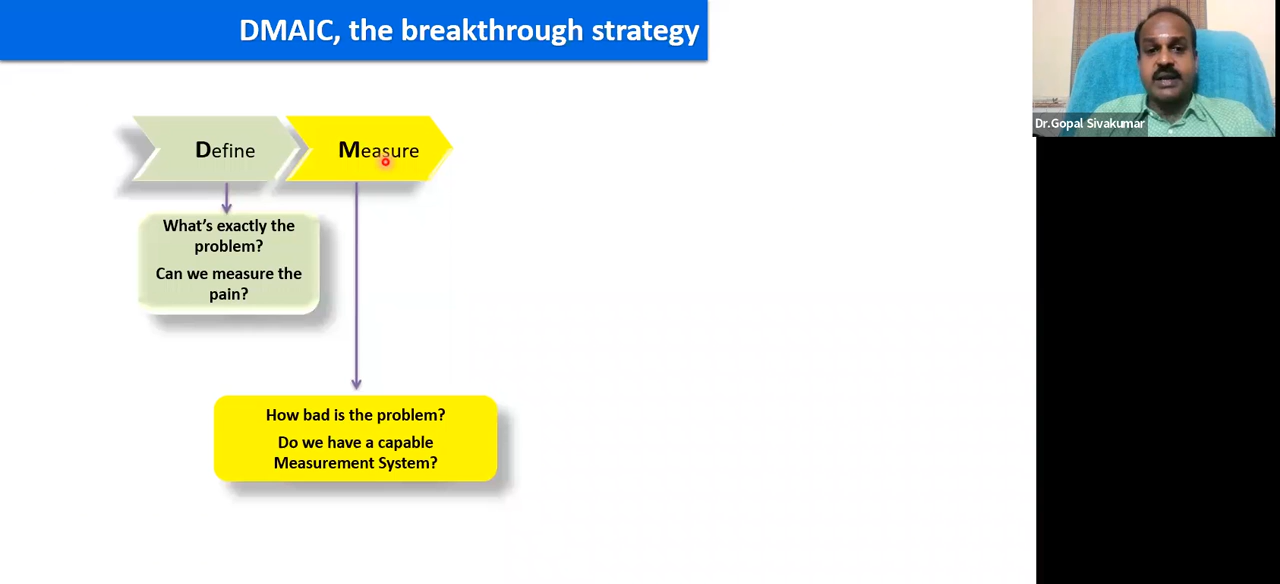 DMAIC, the breakthrough strategy
Dr.Gopal Sivakumar
Define
Measure
What's exactly the
problem?
Can we measure the
pain?
How bad is the problem?
Do we have a capable
Measurement System?